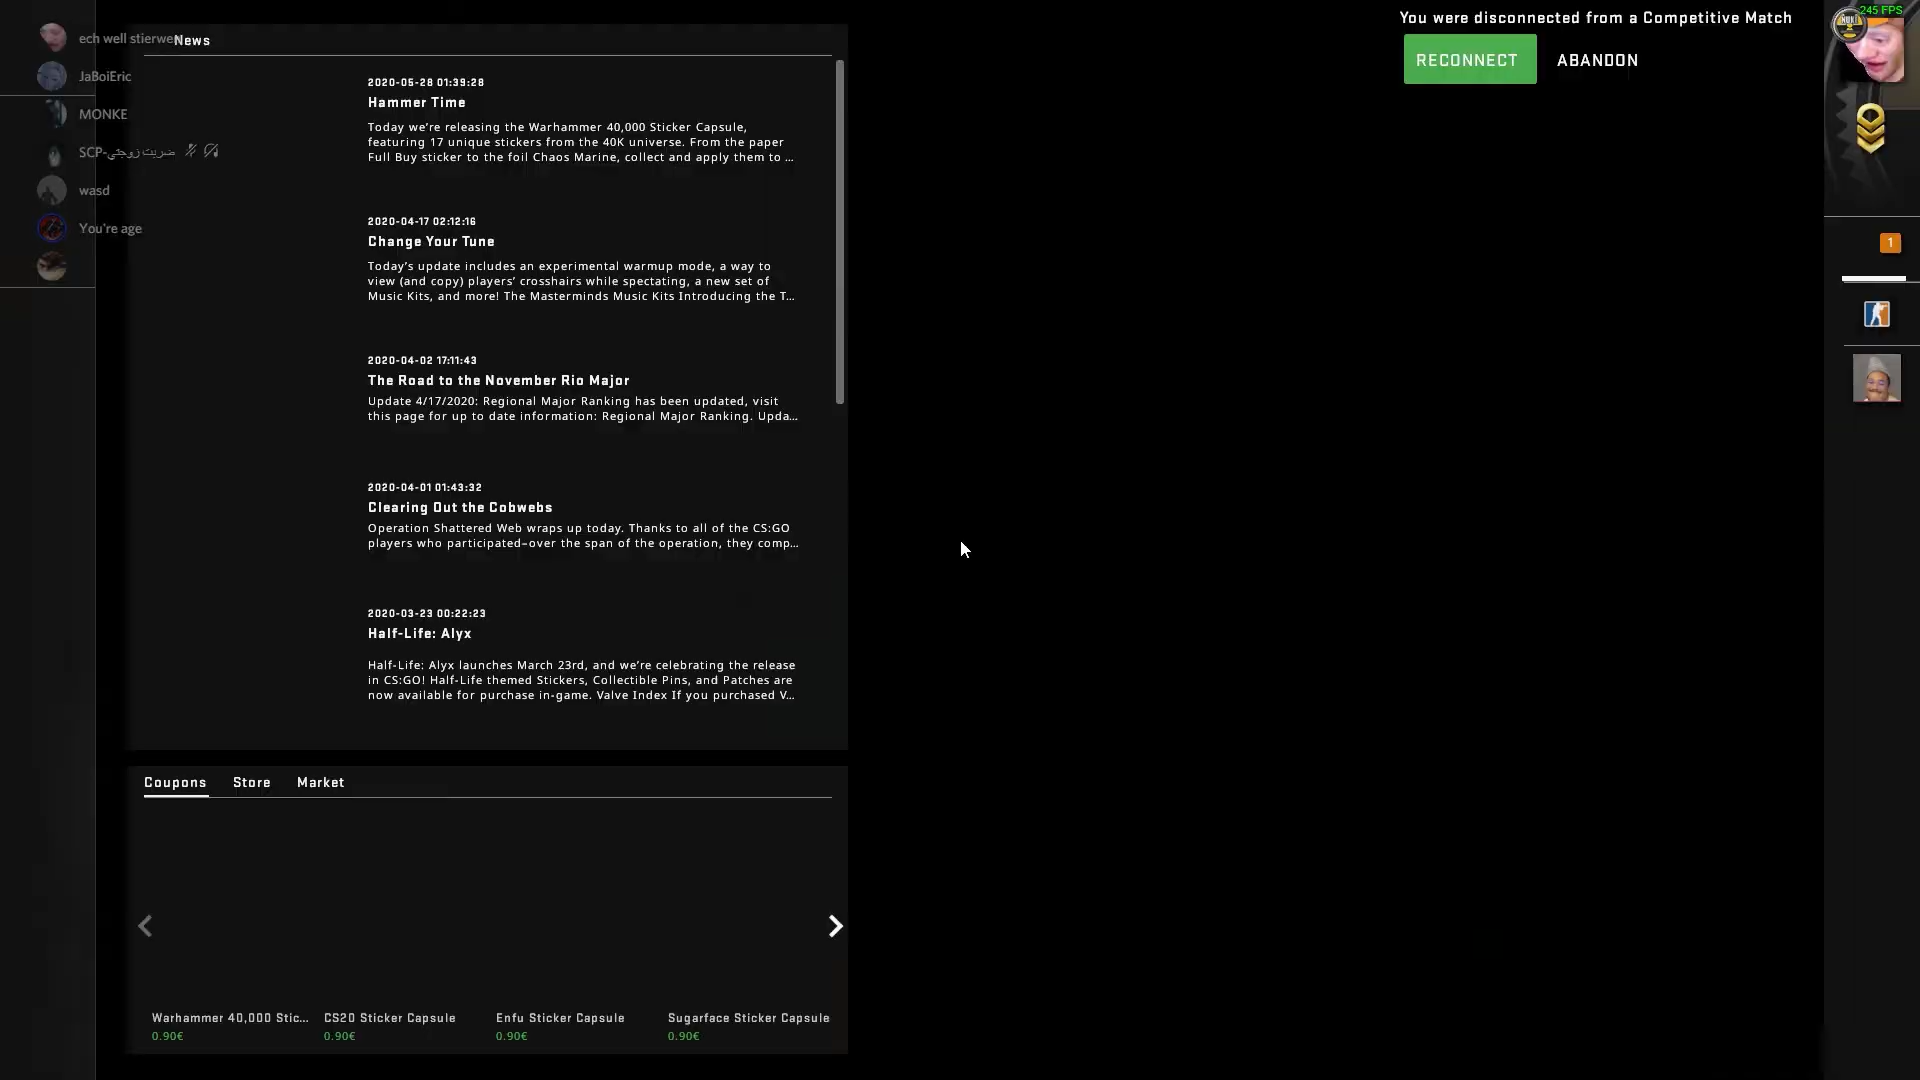 ech well stierwe
JaBoiEric
MONKE
SCP-ضربت زوجتي
wasd
You're age
News
2020-05-28 01:39:28
Hammer Time
Today we're releasing the Warhammer 40,000 Sticker Capsule,
featuring 17 unique stickers from the 40K universe. From the paper
Full Buy sticker to the foil Chaos Marine, collect and apply them to ...
2020-04-17 02:12:16
Change Your Tune
Today's update includes an experimental warmup mode, a way to
view (and copy) players' crosshairs while spectating, a new set of
Music Kits, and more! The Masterminds Music Kits Introducing the T...
2020-04-02 17:11:43
The Road to the November Rio Major
Update 4/17/2020: Regional Major Ranking has been updated, visit
this page for up to date information: Regional Major Ranking. Upda...
2020-04-01 01:43:32
Clearing Out the Cobwebs
Operation Shattered Web wraps up today. Thanks to all of the CS:GO
players who participated–over the span of the operation, they comp...
2020-03-23 00:22:23
Half-Life: Alyx
Half-Life: Alyx launches March 23rd, and we're celebrating the release
in CS:GO! Half-Life themed Stickers, Collectible Pins, and Patches are
now available for purchase in-game. Valve Index If you purchased V...
Coupons Store Market
Warhammer 40,000 Stic... CS20 Sticker Capsule Enfu Sticker Capsule Sugarface Sticker Capsule
0.90€ 0.90€ 0.90€ 0.90€
You were disconnected from a Competitive Match
RECONNECT ABANDON
245 FPS
1